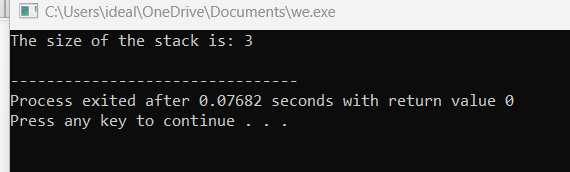 C:\Users\ideal\OneDrive\Documents\we.exe
The size of the stack is: 3
--------------------------------
Process exited after 0.07682 seconds with return value 0
Press any key to continue . . .